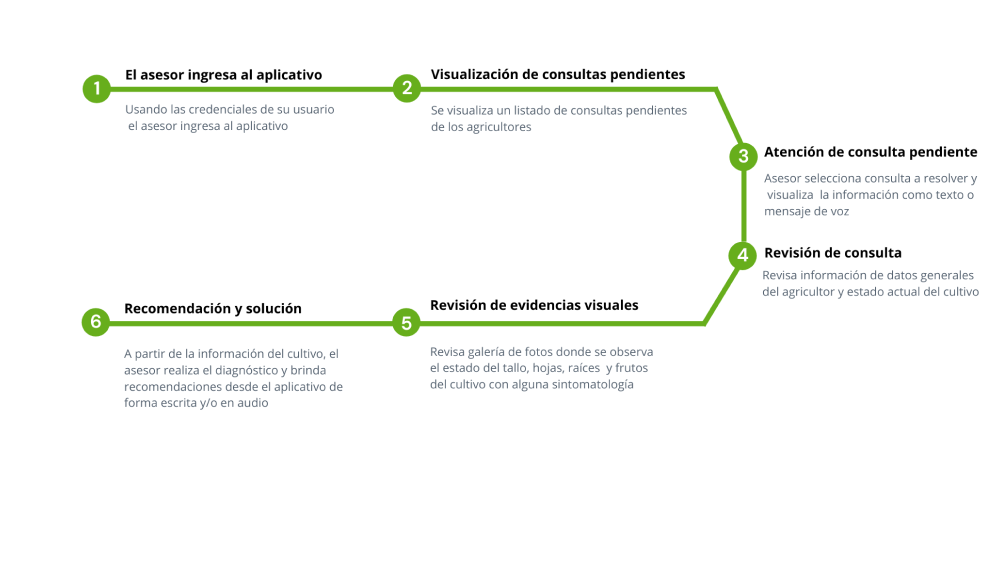 1
El asesor ingresa al aplicativo
Usando las credenciales de su usuario
el asesor ingresa al aplicativo
2
Visualización de consultas pendientes
Se visualiza un listado de consultas pendientes
de los agricultores
3
Atención de consulta pendiente
Asesor selecciona consulta a resolver y
visualiza la información como texto o
mensaje de voz
4
Revisión de consulta
Revisa información de datos generales
del agricultor y estado actual del cultivo
5
Revisión de evidencias visuales
Revisa galería de fotos donde se observa
el estado del tallo, hojas, raíces y frutos
del cultivo con alguna sintomatología
6
Recomendación y solución
A partir de la información del cultivo, el
asesor realiza el diagnóstico y brinda
recomendaciones desde el aplicativo de
forma escrita y/o en audio